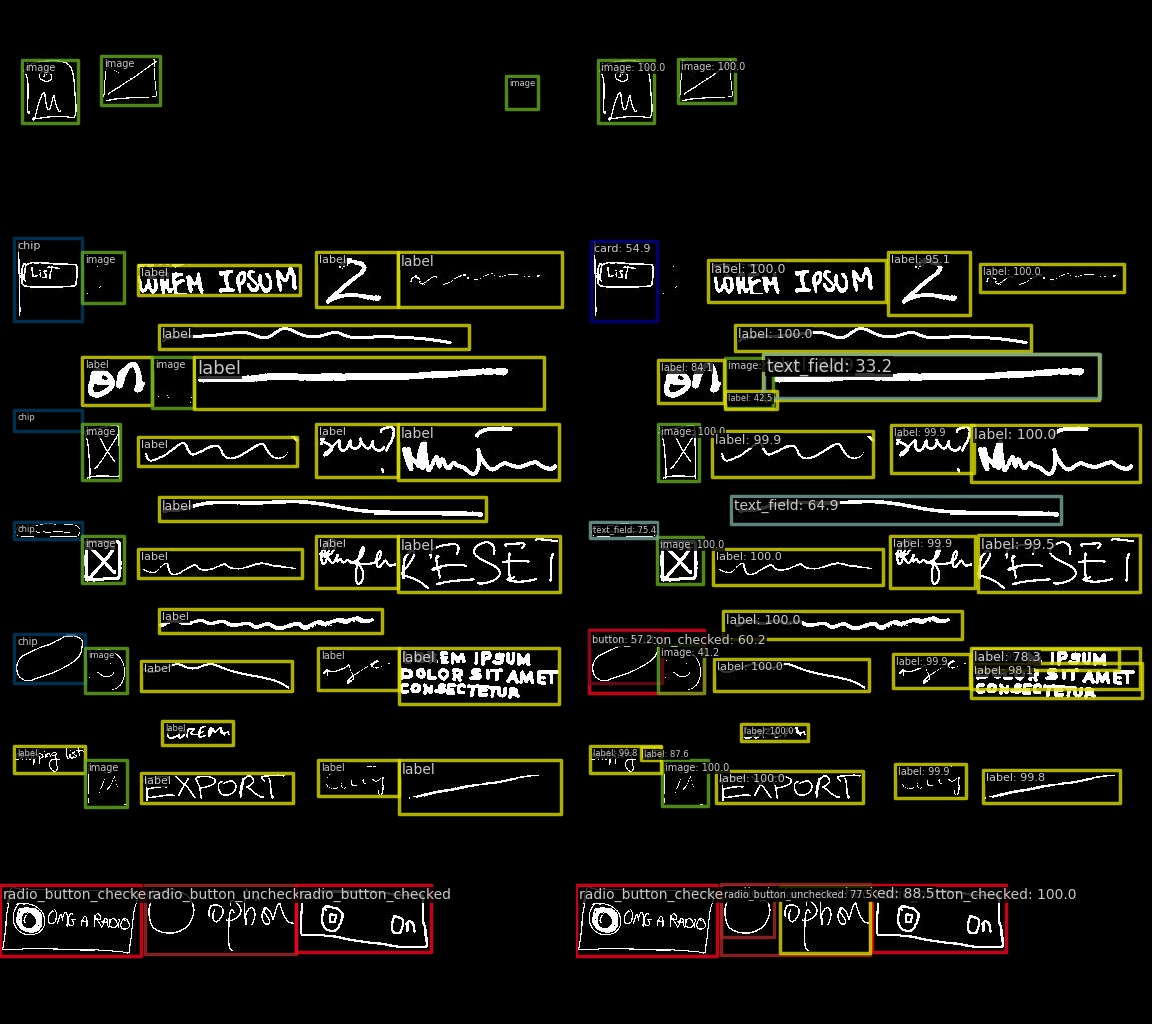 image image image image: 100.0 image: 100.0
M M
chip card: 54.9
image label label label label: 100.0 label: 95.1 label: 100.0
LIST LOREM IPSUM 2 LIST LOREM IPSUM 2
label label: 100.0
label image label label: 84.1 image: text_field: 33.2
on on
label: 42.5
chip
image label label label image: 100.0 label: 99.9 label: 99.9 label: 100.0
label text_field: 64.9
chip text_field: 75.4
image label label label image: 100.0 label: 100.0 label: 99.9 label: 99.5
RESET RESET
label label: 100.0
chip button: 57.2 on_checked: 60.2
image label label label image: 41.2 label: 100.0 label: 99.9 label: 78.3
LOREM IPSUM IPSUM
label: 98.1
DOLOR SIT AMET DOLOR SIT AMET
CONSECTETUR CONSECTETUR
label label: 100.0
LOREM
label label: 99.8 label: 87.6
pping list
image label label label image: 100.0 label: 100.0 label: 99.9 label: 99.8
EXPORT EXPORT
radio_button_checke radio_button_uncheck radio_button_checked radio_button_checke radio_button_unchecked: 77.5 ked: 88.5 tton_checked: 100.0
OMG A RADIO option On OMG A RADIO option On